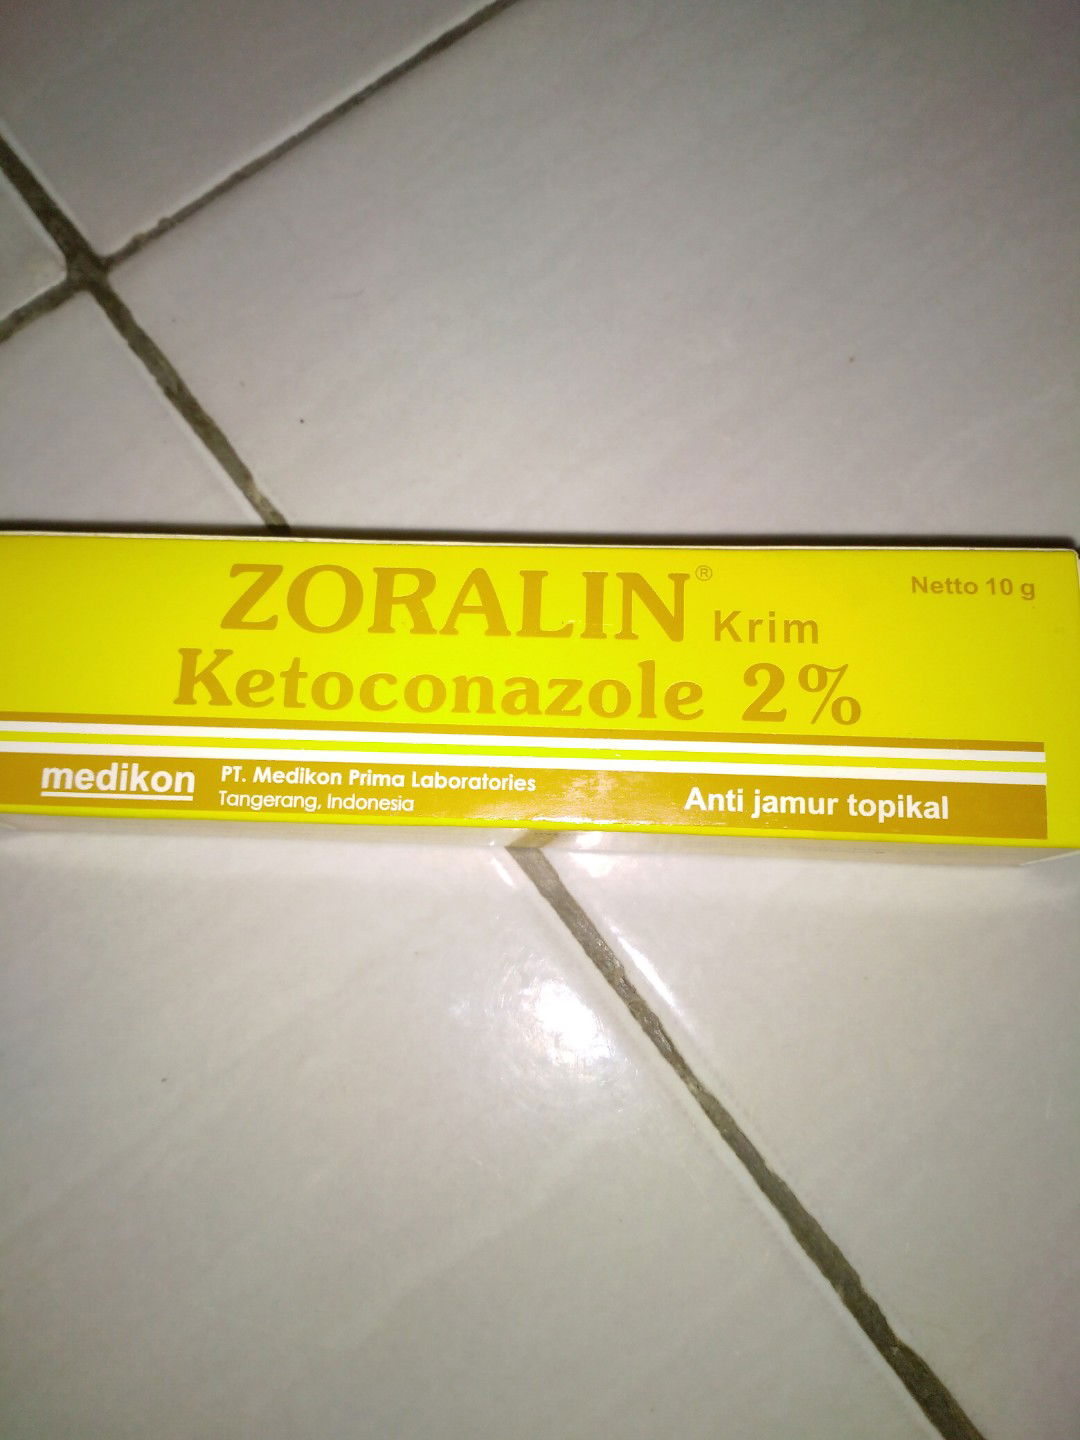 ZORALIN® Krim
Netto 10 g
Ketoconazole 2%
medikon
PT. Medikon Prima Laboratories
Tangerang, Indonesia
Anti jamur topikal